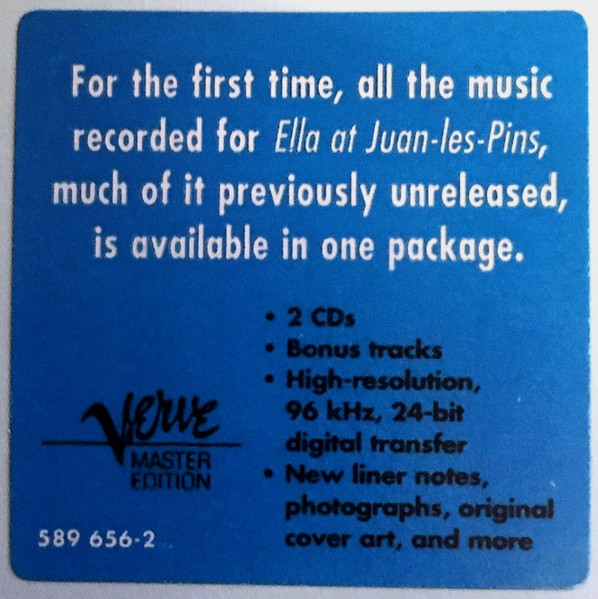 For the first time, all the music
recorded for Ella at Juan-les-Pins,
much of it previously unreleased,
is available in one package.
• 2 CDs
• Bonus tracks
• High-resolution,
96 kHz, 24-bit
digital transfer
• New liner notes,
photographs, original
cover art, and more
Verve
MASTER
EDITION
589 656-2